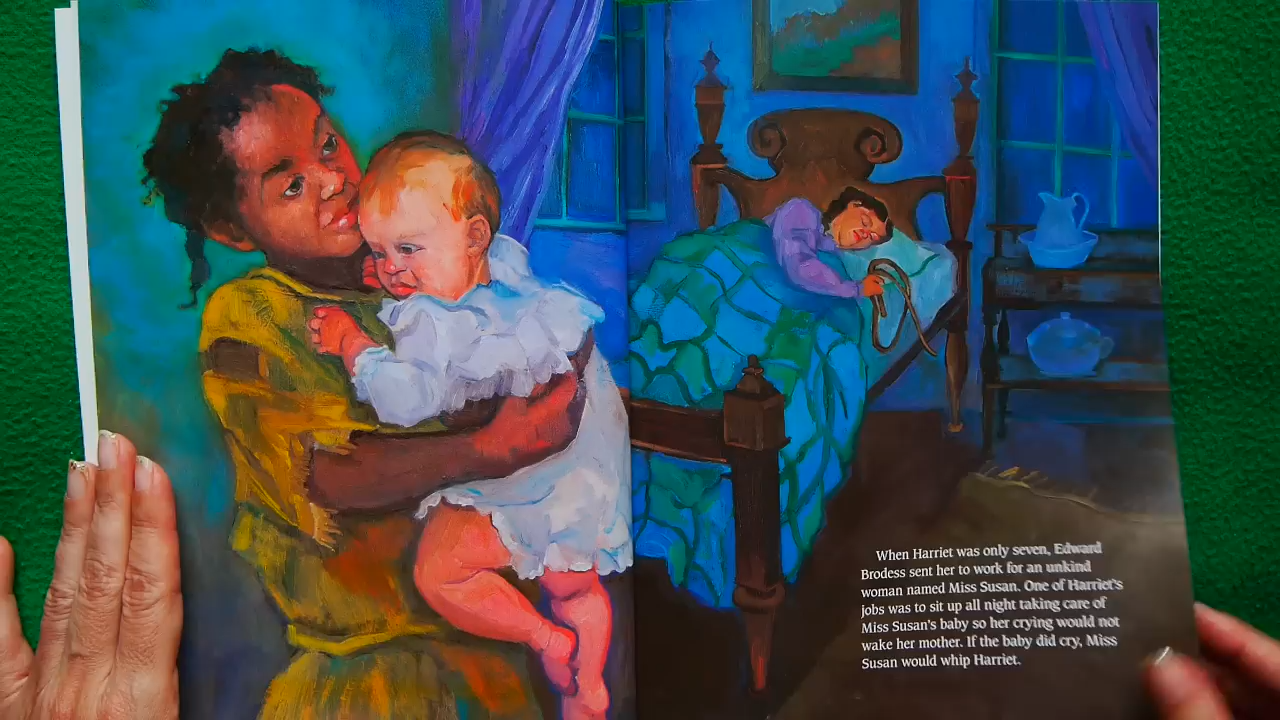 When Harriet was only seven, Edward
Brodess sent her to work for an unkind
woman named Miss Susan. One of Harriet's
jobs was to sit up all night taking care of
Miss Susan's baby so her crying would not
wake her mother. If the baby did cry, Miss
Susan would whip Harriet.